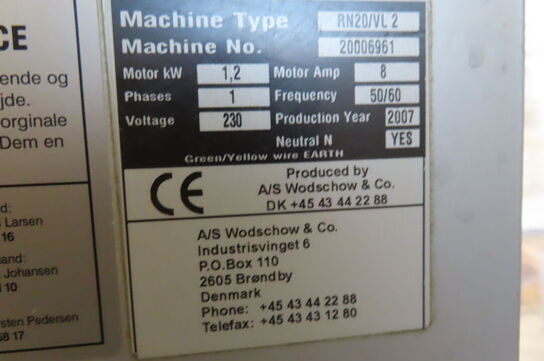 CE
ende og
jde.
orginale
Dem en
d:
s Larsen
16
land:
Johansen
10
sten Pedersen
58 17
Machine Type RN20/VL 2
Machine No. 20006961
Motor kW 1,2 Motor Amp 8
Phases 1 Frequency 50/60
Voltage 230 Production Year 2007
Neutral N YES
Green/Yellow wire EARTH
CE
Produced by
A/S Wodschow & Co.
DK +45 43 44 22 88
A/S Wodschow & Co.
Industrisvinget 6
P.O.Box 110
2605 Brøndby
Denmark
Phone: +45 43 44 22 88
Telefax: +45 43 43 12 80